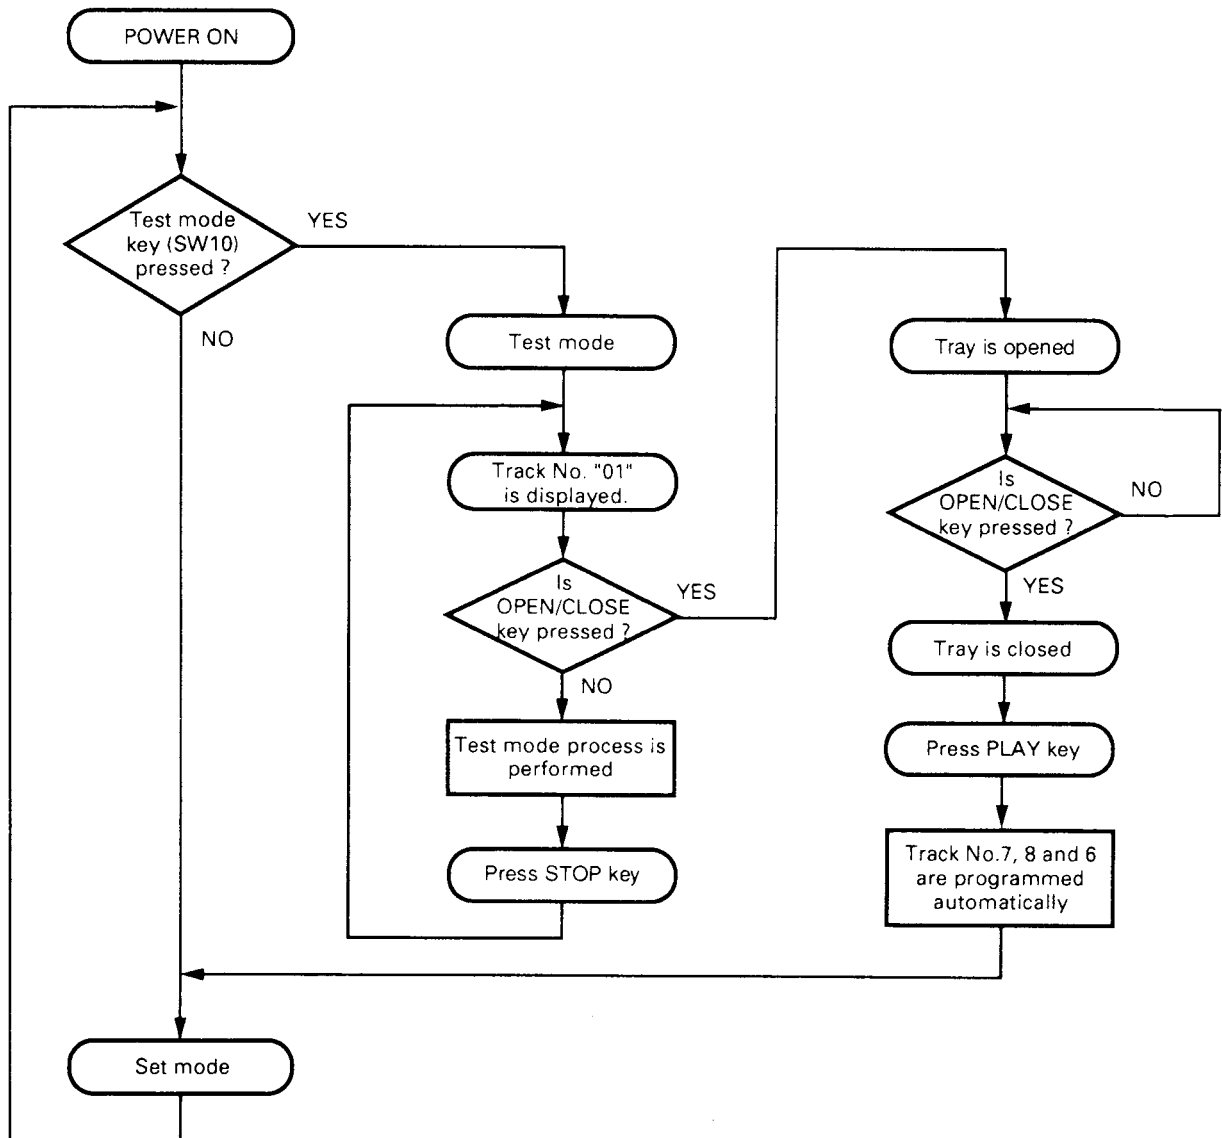 POWER ON
Test mode
key (SW10)
pressed ?
YES
NO
Test mode
Track No. "01"
is displayed.
Is
OPEN/CLOSE
key pressed ?
YES
NO
Test mode process is
performed
Press STOP key
Tray is opened
Is
OPEN/CLOSE
key pressed ?
NO
YES
Tray is closed
Press PLAY key
Track No.7, 8 and 6
are programmed
automatically
Set mode